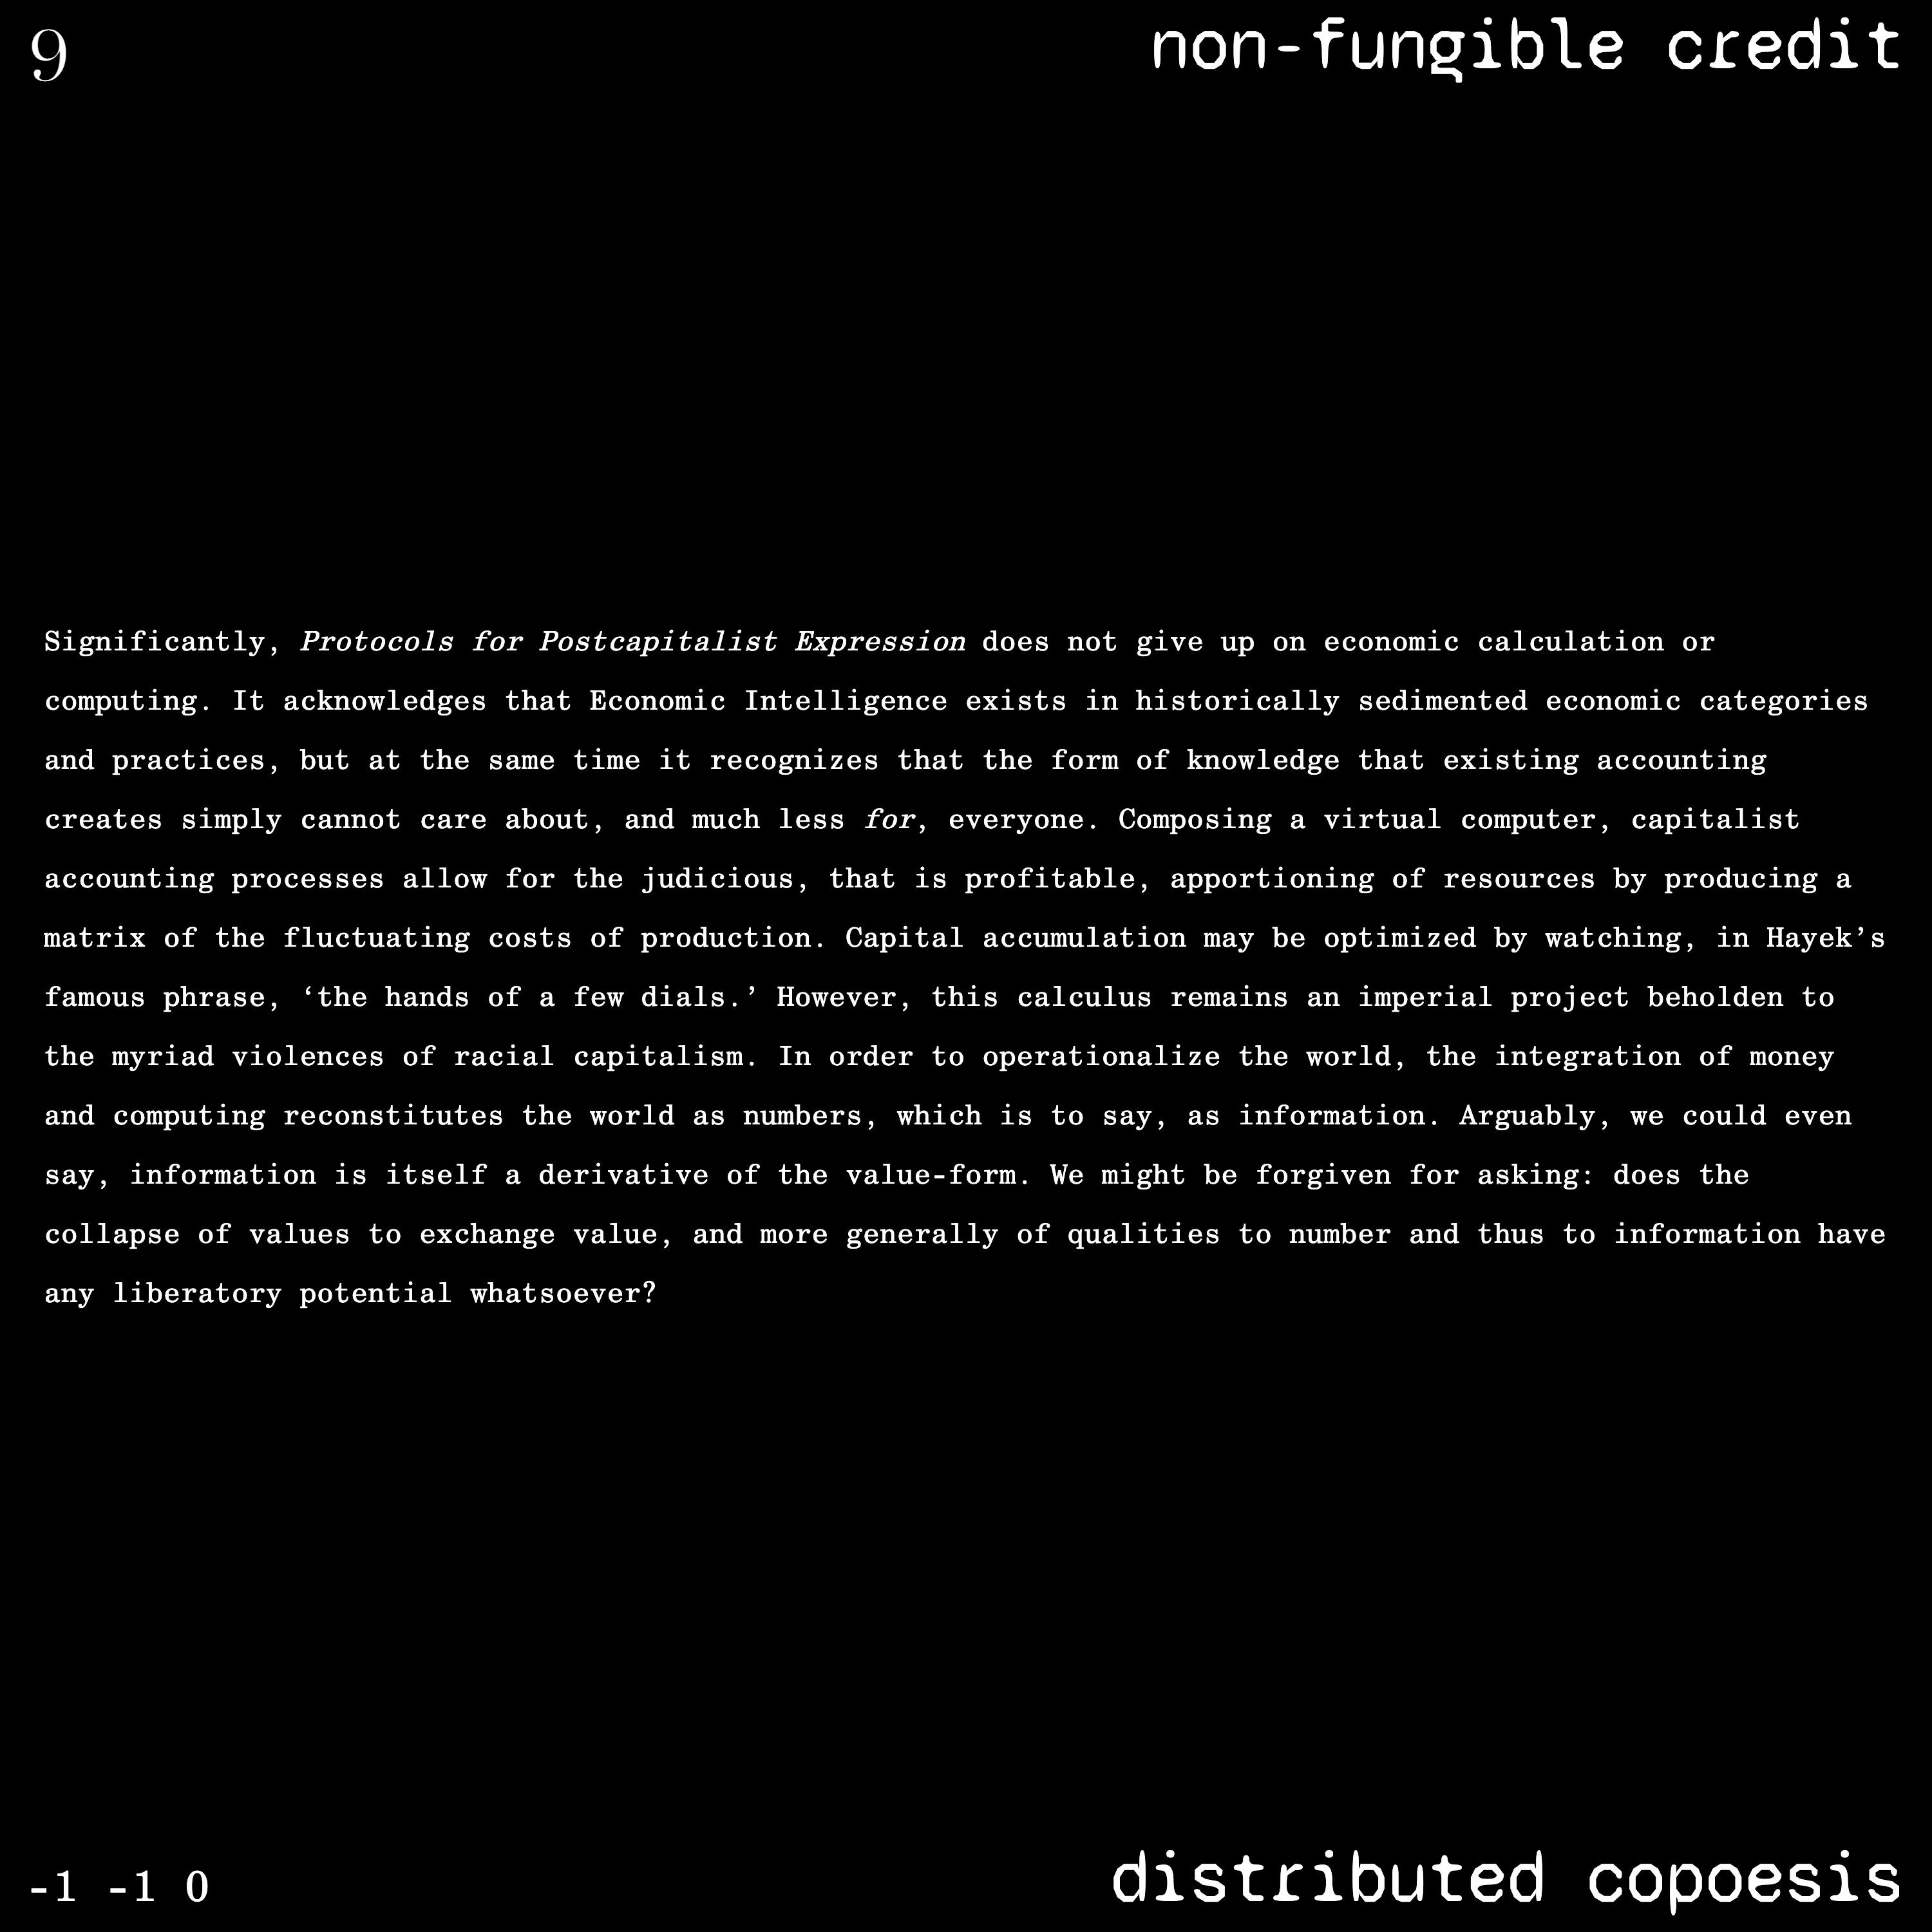 9
non-fungible credit
Significantly, Protocols for Postcapitalist Expression does not give up on economic calculation or
computing. It acknowledges that Economic Intelligence exists in historically sedimented economic categories
and practices, but at the same time it recognizes that the form of knowledge that existing accounting
creates simply cannot care about, and much less for, everyone. Composing a virtual computer, capitalist
accounting processes allow for the judicious, that is profitable, apportioning of resources by producing a
matrix of the fluctuating costs of production. Capital accumulation may be optimized by watching, in Hayek’s
famous phrase, ‘the hands of a few dials.’ However, this calculus remains an imperial project beholden to
the myriad violences of racial capitalism. In order to operationalize the world, the integration of money
and computing reconstitutes the world as numbers, which is to say, as information. Arguably, we could even
say, information is itself a derivative of the value-form. We might be forgiven for asking: does the
collapse of values to exchange value, and more generally of qualities to number and thus to information have
any liberatory potential whatsoever?
-1 -1 0
distributed copoesis